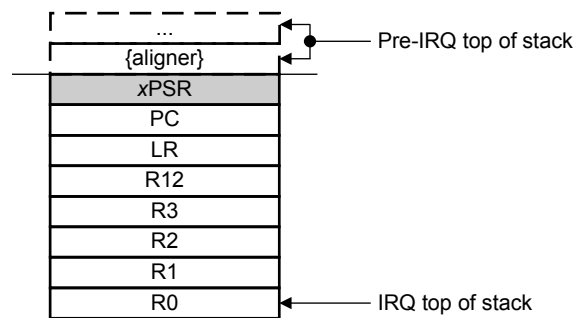 ...
Pre-IRQ top of stack
{aligner}
xPSR
PC
LR
R12
R3
R2
R1
R0
IRQ top of stack